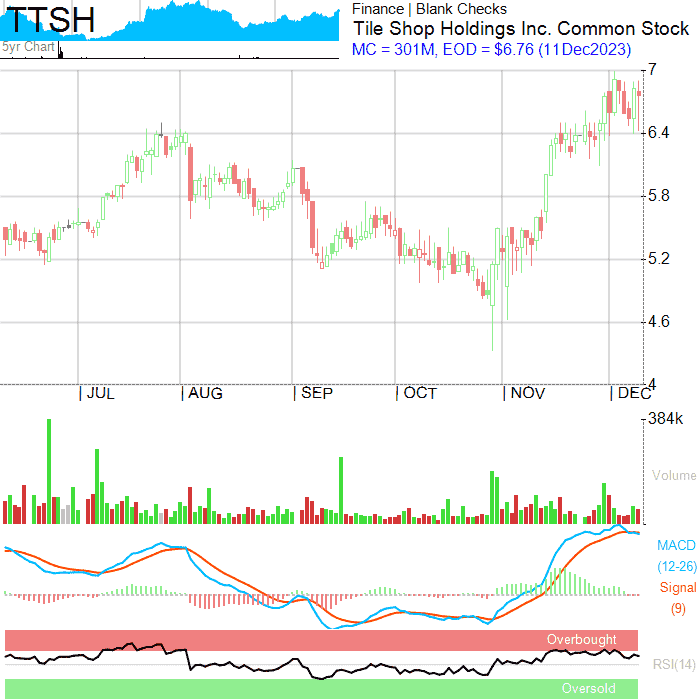 TTSH
5yr Chart
Finance | Blank Checks
Tile Shop Holdings Inc. Common Stock
MC = 301M, EOD = $6.76 (11Dec2023)
7
6.4
5.8
5.2
4.6
4
JUL AUG SEP OCT NOV DEC
384k
Volume
MACD
(12-26)
Signal
(9)
Overbought
RSI(14)
Oversold